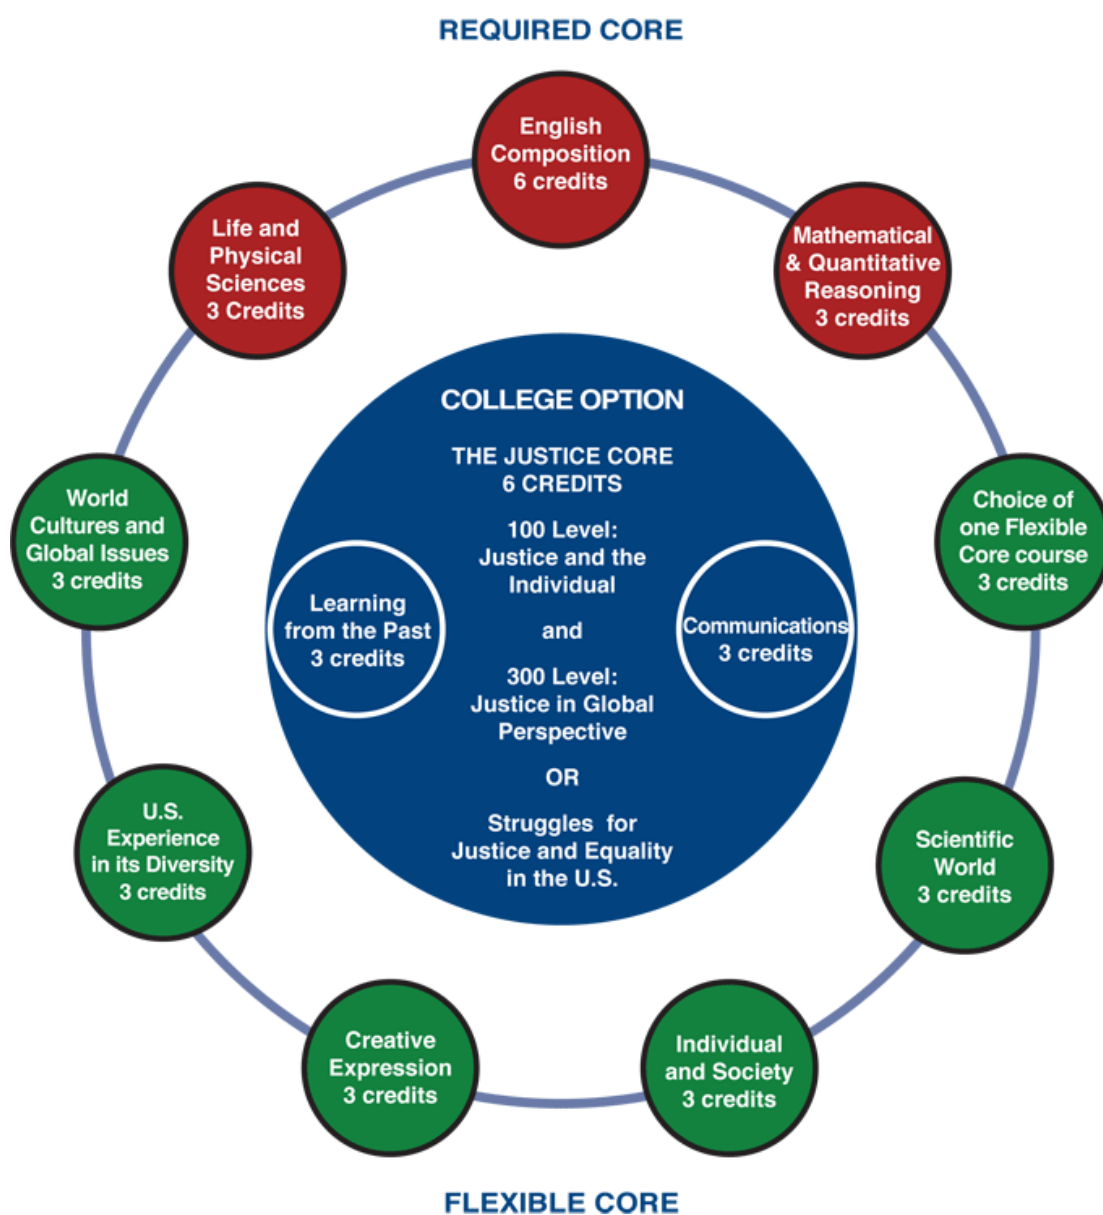 REQUIRED CORE
English
Composition
6 credits
Life and
Physical
Sciences
3 Credits
Mathematical
& Quantitative
Reasoning
3 credits
World
Cultures and
Global Issues
3 credits
Choice of
one Flexible
Core course
3 credits
COLLEGE OPTION
THE JUSTICE CORE
6 CREDITS
100 Level:
Justice and the
Individual
and
300 Level:
Justice in Global
Perspective
OR
Struggles for
Justice and Equality
in the U.S.
Learning
from the Past
3 credits
Communications
3 credits
U.S.
Experience
in its Diversity
3 credits
Scientific
World
3 credits
Creative
Expression
3 credits
Individual
and Society
3 credits
FLEXIBLE CORE